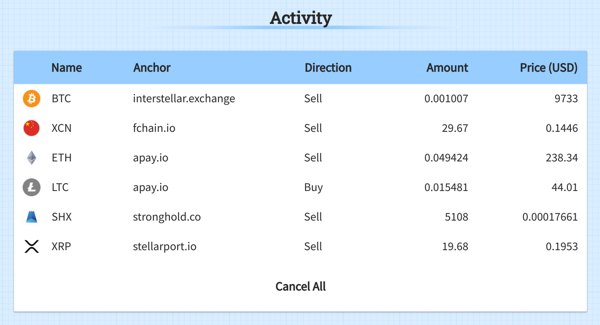 Activity
Name Anchor Direction Amount Price (USD)
BTC interstellar.exchange Sell 0.001007 9733
XCN fchain.io Sell 29.67 0.1446
ETH apay.io Sell 0.049424 238.34
LTC apay.io Buy 0.015481 44.01
SHX stronghold.co Sell 5108 0.00017661
XRP stellarport.io Sell 19.68 0.1953
Cancel All